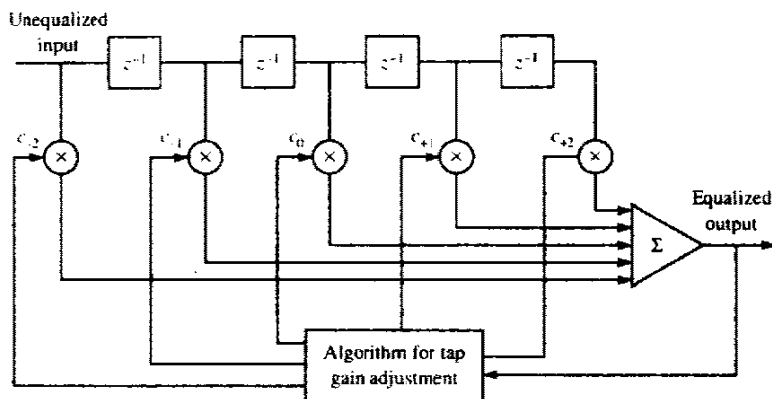 Unequalized
input
z⁻¹ z⁻¹ z⁻¹ z⁻¹
c₋₂ c₋₁ c₀ c₊₁ c₊₂
× × × × ×
Equalized
output
Σ
Algorithm for tap
gain adjustment